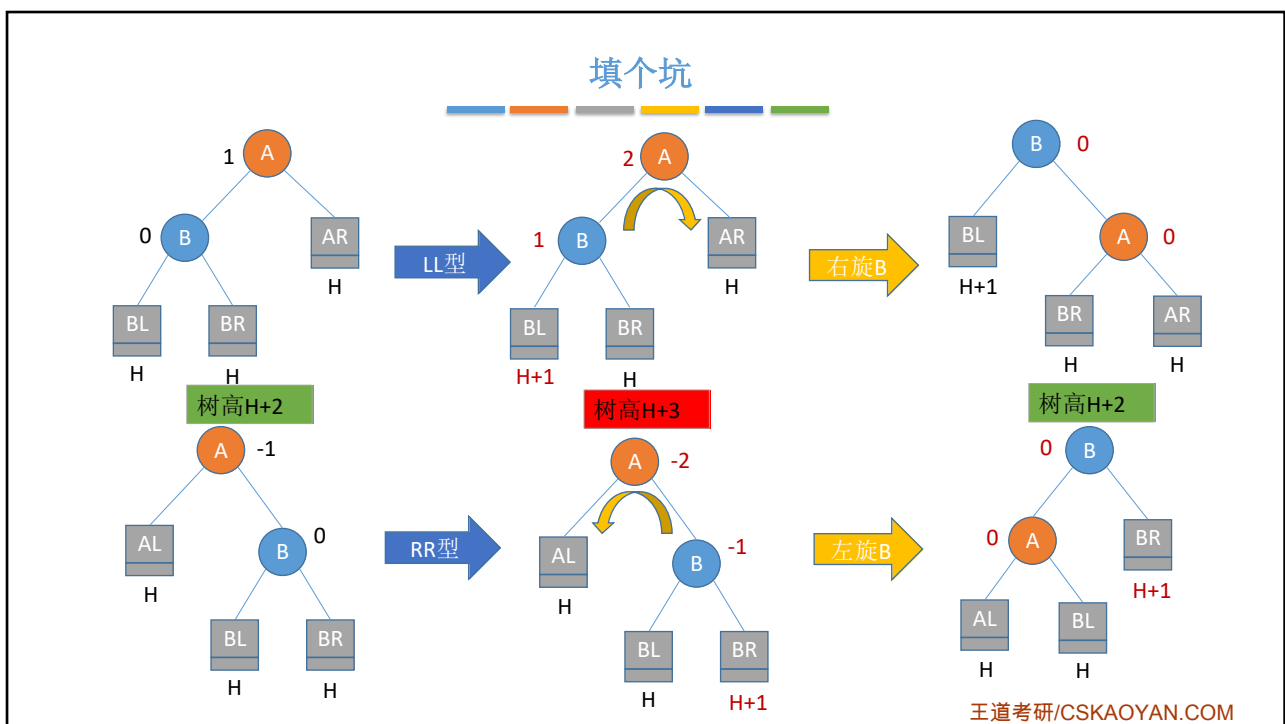 填个坑
A
1
B
0
AR
H
BL
H
BR
H
LL型
A
2
B
1
AR
H
BL
H+1
BR
H
右旋B
B
0
BL
H+1
A
0
BR
H
AR
H
树高H+2
树高H+3
树高H+2
A
-1
AL
H
B
0
BL
H
BR
H
RR型
A
-2
AL
H
B
-1
BL
H
BR
H+1
左旋B
B
0
A
0
BR
H+1
AL
H
BL
H
王道考研/CSKAOYAN.COM